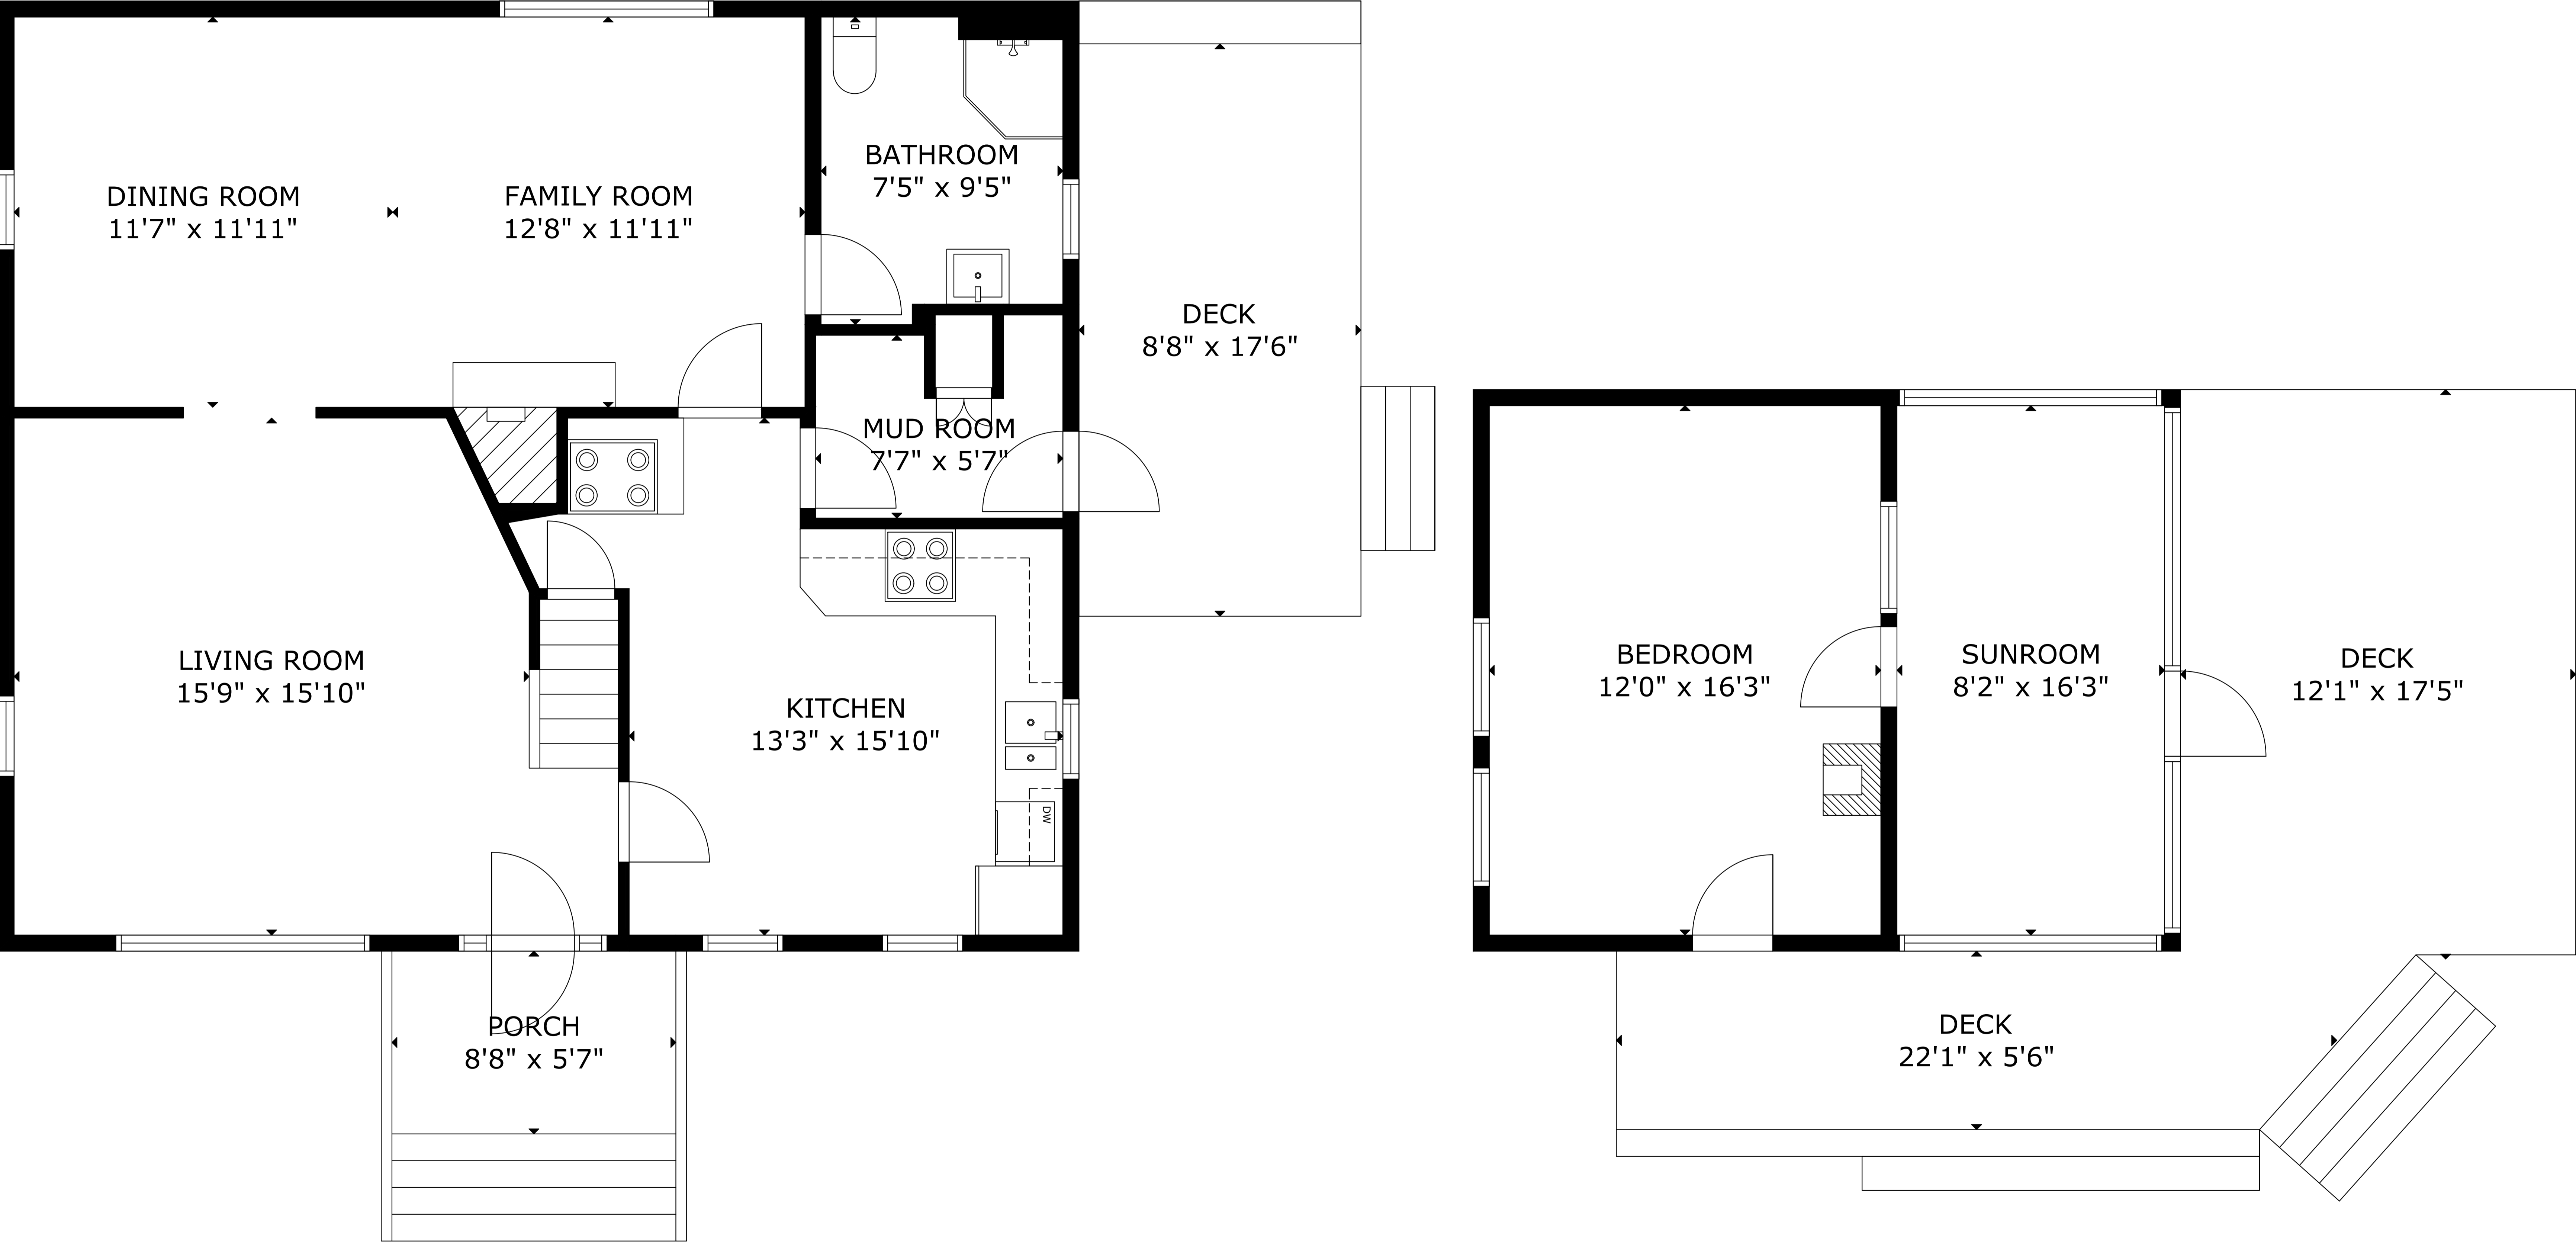 DINING ROOM
11'7" x 11'11"
FAMILY ROOM
12'8" x 11'11"
BATHROOM
7'5" x 9'5"
DECK
8'8" x 17'6"
MUD ROOM
7'7" x 5'7"
LIVING ROOM
15'9" x 15'10"
KITCHEN
13'3" x 15'10"
DW
PORCH
8'8" x 5'7"
BEDROOM
12'0" x 16'3"
SUNROOM
8'2" x 16'3"
DECK
12'1" x 17'5"
DECK
22'1" x 5'6"